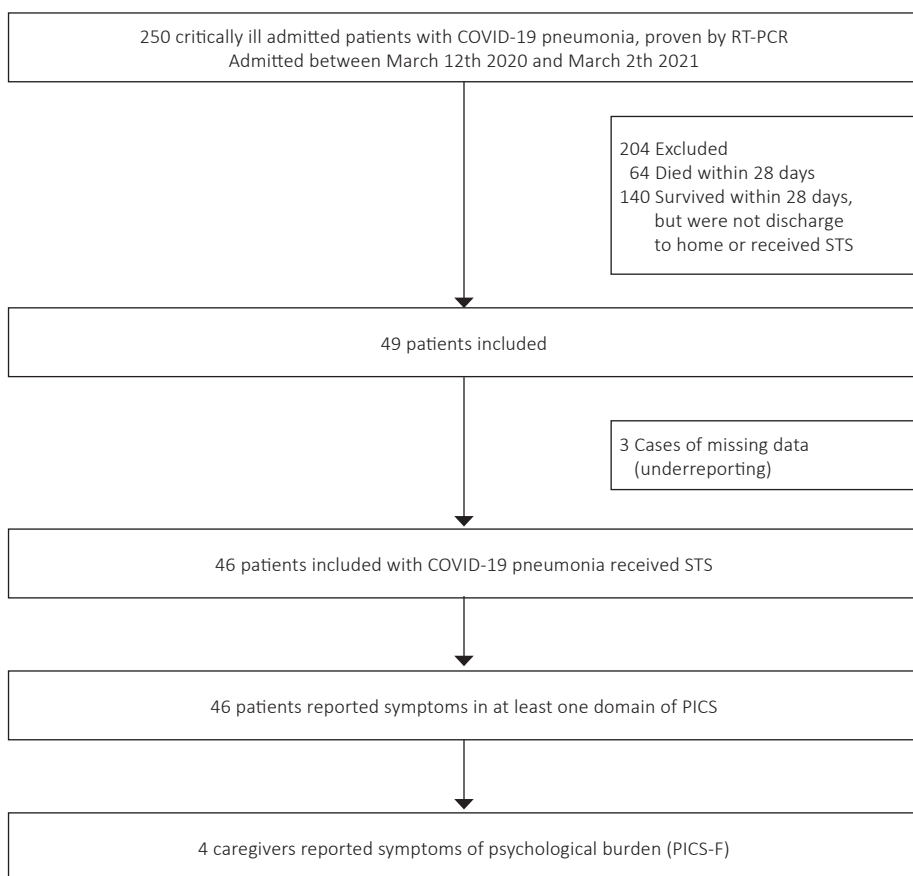 250 critically ill admitted patients with COVID-19 pneumonia, proven by RT-PCR
Admitted between March 12th 2020 and March 2th 2021
204 Excluded
64 Died within 28 days
140 Survived within 28 days,
but were not discharge
to home or received STS
49 patients included
3 Cases of missing data
(underreporting)
46 patients included with COVID-19 pneumonia received STS
46 patients reported symptoms in at least one domain of PICS
4 caregivers reported symptoms of psychological burden (PICS-F)